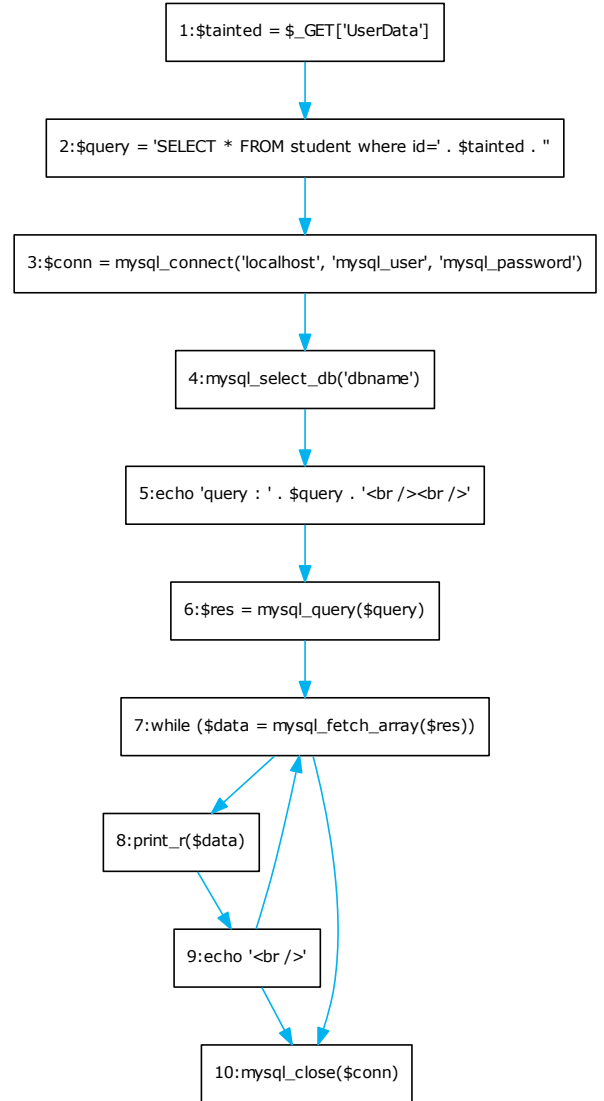 1:$tainted = $_GET['UserData']
2:$query = 'SELECT * FROM student where id=' . $tainted . "
3:$conn = mysql_connect('localhost', 'mysql_user', 'mysql_password')
4:mysql_select_db('dbname')
5:echo 'query : ' . $query . '<br /><br />'
6:$res = mysql_query($query)
7:while ($data = mysql_fetch_array($res))
8:print_r($data)
9:echo '<br />'
10:mysql_close($conn)